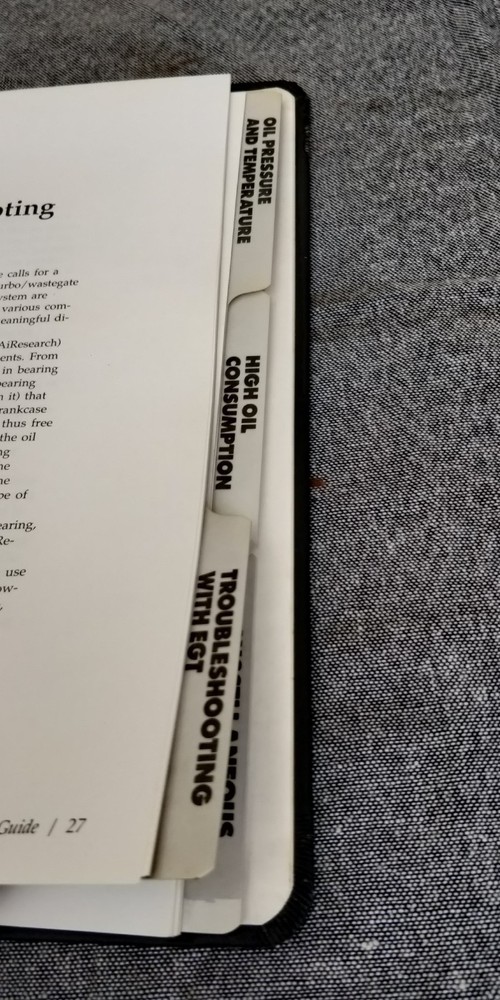 oting
e calls for a
urbo/wastegate
ystem are
various com-
eaningful di-
AiResearch)
ents. From
in bearing
bearing
n it) that
rankcase
thus free
the oil
ng
he
he
pe of
earing,
Re-
use
ow-
Guide / 27
OIL PRESSURE
AND TEMPERATURE
HIGH OIL
CONSUMPTION
TROUBLESHOOTING
WITH EGT